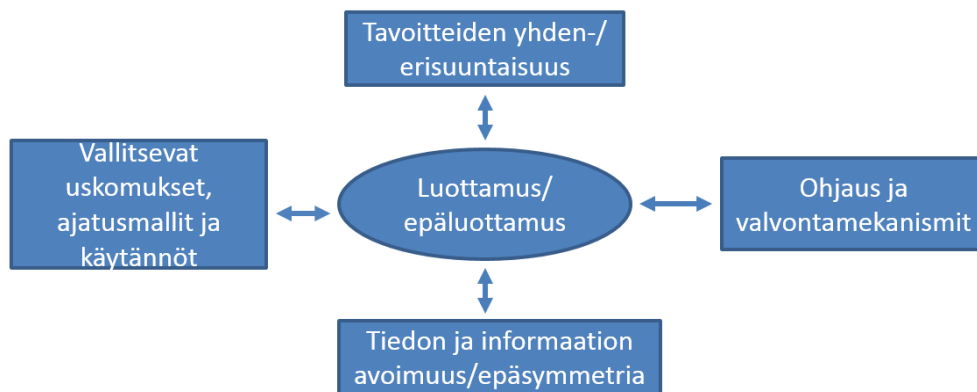 Tavoitteiden yhden-/
erisuuntaisuus
Vallitsevat
uskomukset,
ajatusmallit ja
käytännöt
Luottamus/
epäluottamus
Ohjaus ja
valvontamekanismit
Tiedon ja informaation
avoimuus/epäsymmetria